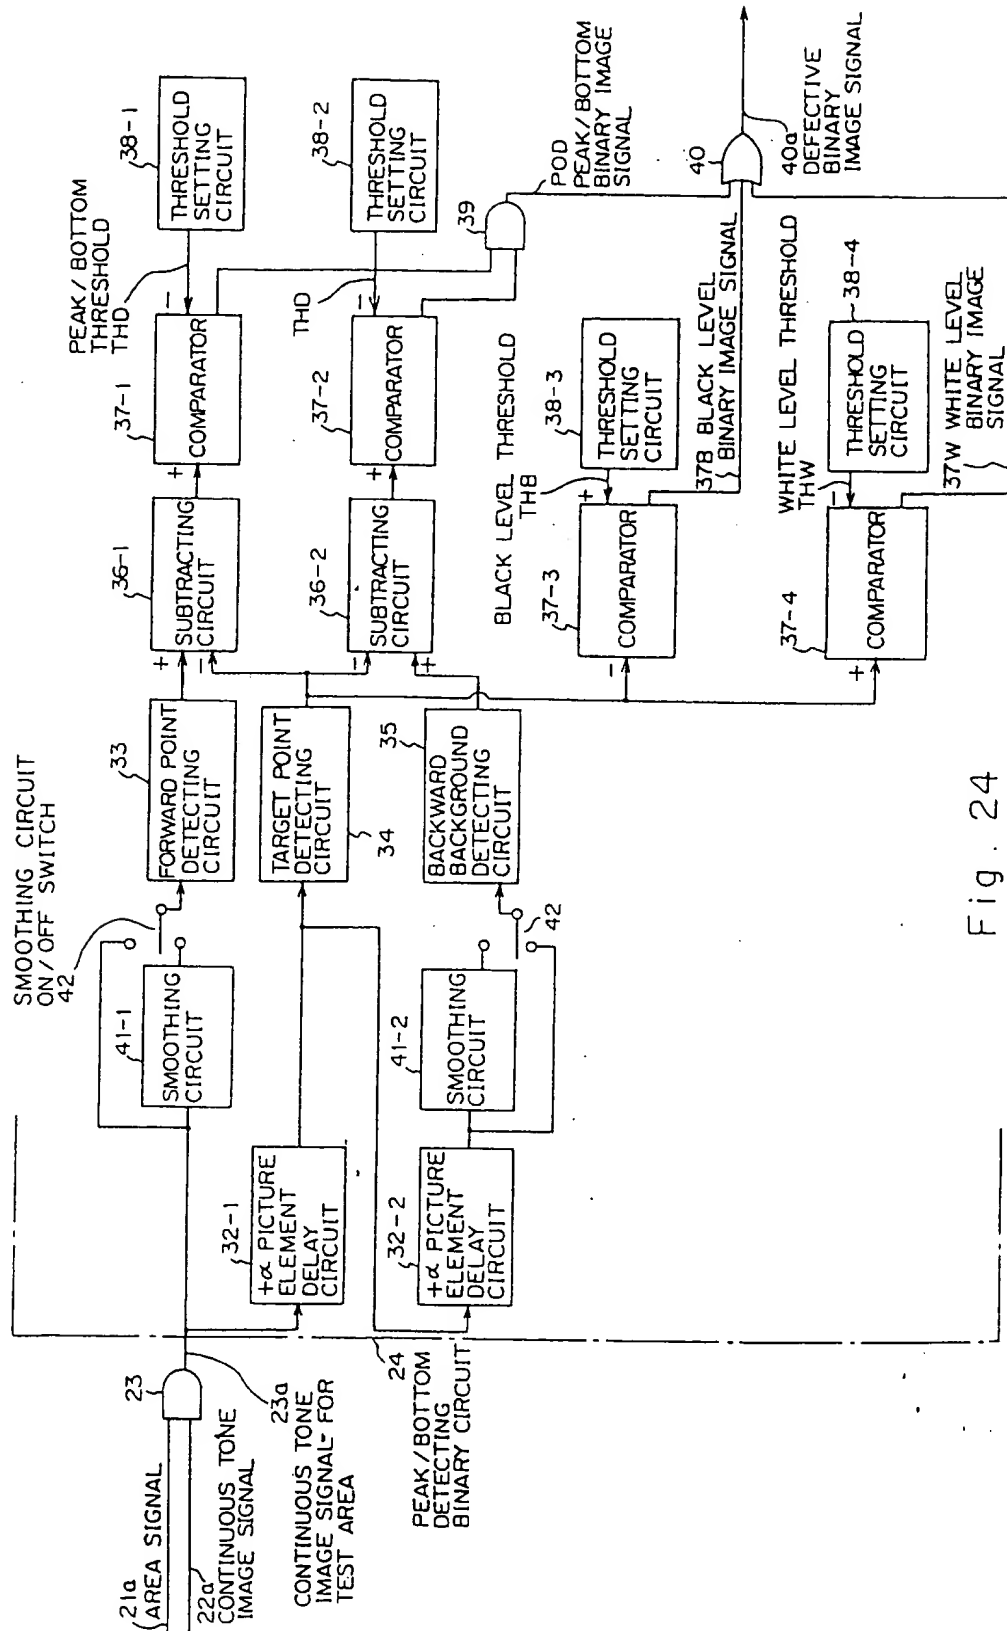 21a
AREA SIGNAL
22a
CONTINUOUS TONE
IMAGE SIGNAL
23
23a
CONTINUOUS TONE
IMAGE SIGNAL FOR
TEST AREA
24
PEAK/BOTTOM
DETECTING
BINARY CIRCUIT
SMOOTHING CIRCUIT
ON/OFF SWITCH
42
41-1
SMOOTHING
CIRCUIT
32-1
+α PICTURE
ELEMENT
DELAY
CIRCUIT
32-2
+α PICTURE
ELEMENT
DELAY
CIRCUIT
41-2
SMOOTHING
CIRCUIT
42
33
FORWARD POINT
DETECTING
CIRCUIT
TARGET POINT
DETECTING
CIRCUIT
34
35
BACKWARD
BACKGROUND
DETECTING
CIRCUIT
36-1
+
−
SUBTRACTING
CIRCUIT
36-2
−
+
SUBTRACTING
CIRCUIT
PEAK/BOTTOM
THRESHOLD
THD
37-1
+
−
COMPARATOR
38-1
THRESHOLD
SETTING
CIRCUIT
THD
37-2
+
−
COMPARATOR
38-2
THRESHOLD
SETTING
CIRCUIT
39
POD
PEAK/BOTTOM
BINARY IMAGE
SIGNAL
BLACK LEVEL THRESHOLD
THB
37-3
−
+
COMPARATOR
38-3
THRESHOLD
SETTING
CIRCUIT
37B BLACK LEVEL
BINARY IMAGE SIGNAL
40
40a
DEFECTIVE
BINARY
IMAGE SIGNAL
WHITE LEVEL THRESHOLD
THW
37-4
+
−
COMPARATOR
38-4
THRESHOLD
SETTING
CIRCUIT
37W WHITE LEVEL
BINARY IMAGE
SIGNAL
Fig. 24